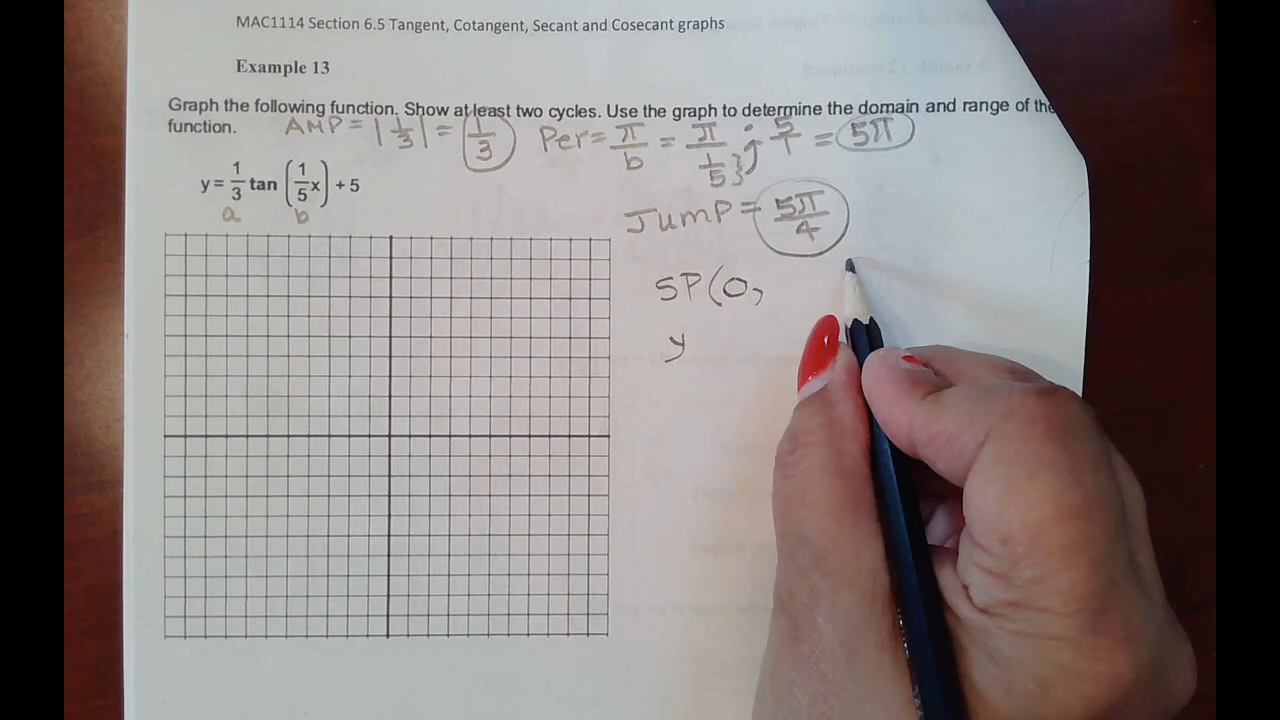 MAC1114 Section 6.5 Tangent, Cotangent, Secant and Cosecant graphs
Example 13
Graph the following function. Show at least two cycles. Use the graph to determine the domain and range of the
function.
AMP = |1/3| = 1/3 Per = π/b = π/(1/5) ; · 5/1 = 5π
y = 1/3 tan (1/5 x) + 5
a b
Jump = 5π/4
SP(0,
y